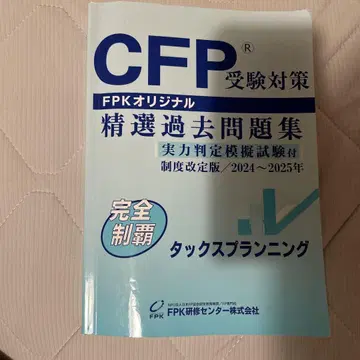 CFP® 受験対策
FPKオリジナル
精選過去問題集
実力判定模擬試験付
制度改定版/2024～2025年
完全
制覇
タックスプランニング
FPK
FPK研修センター株式会社